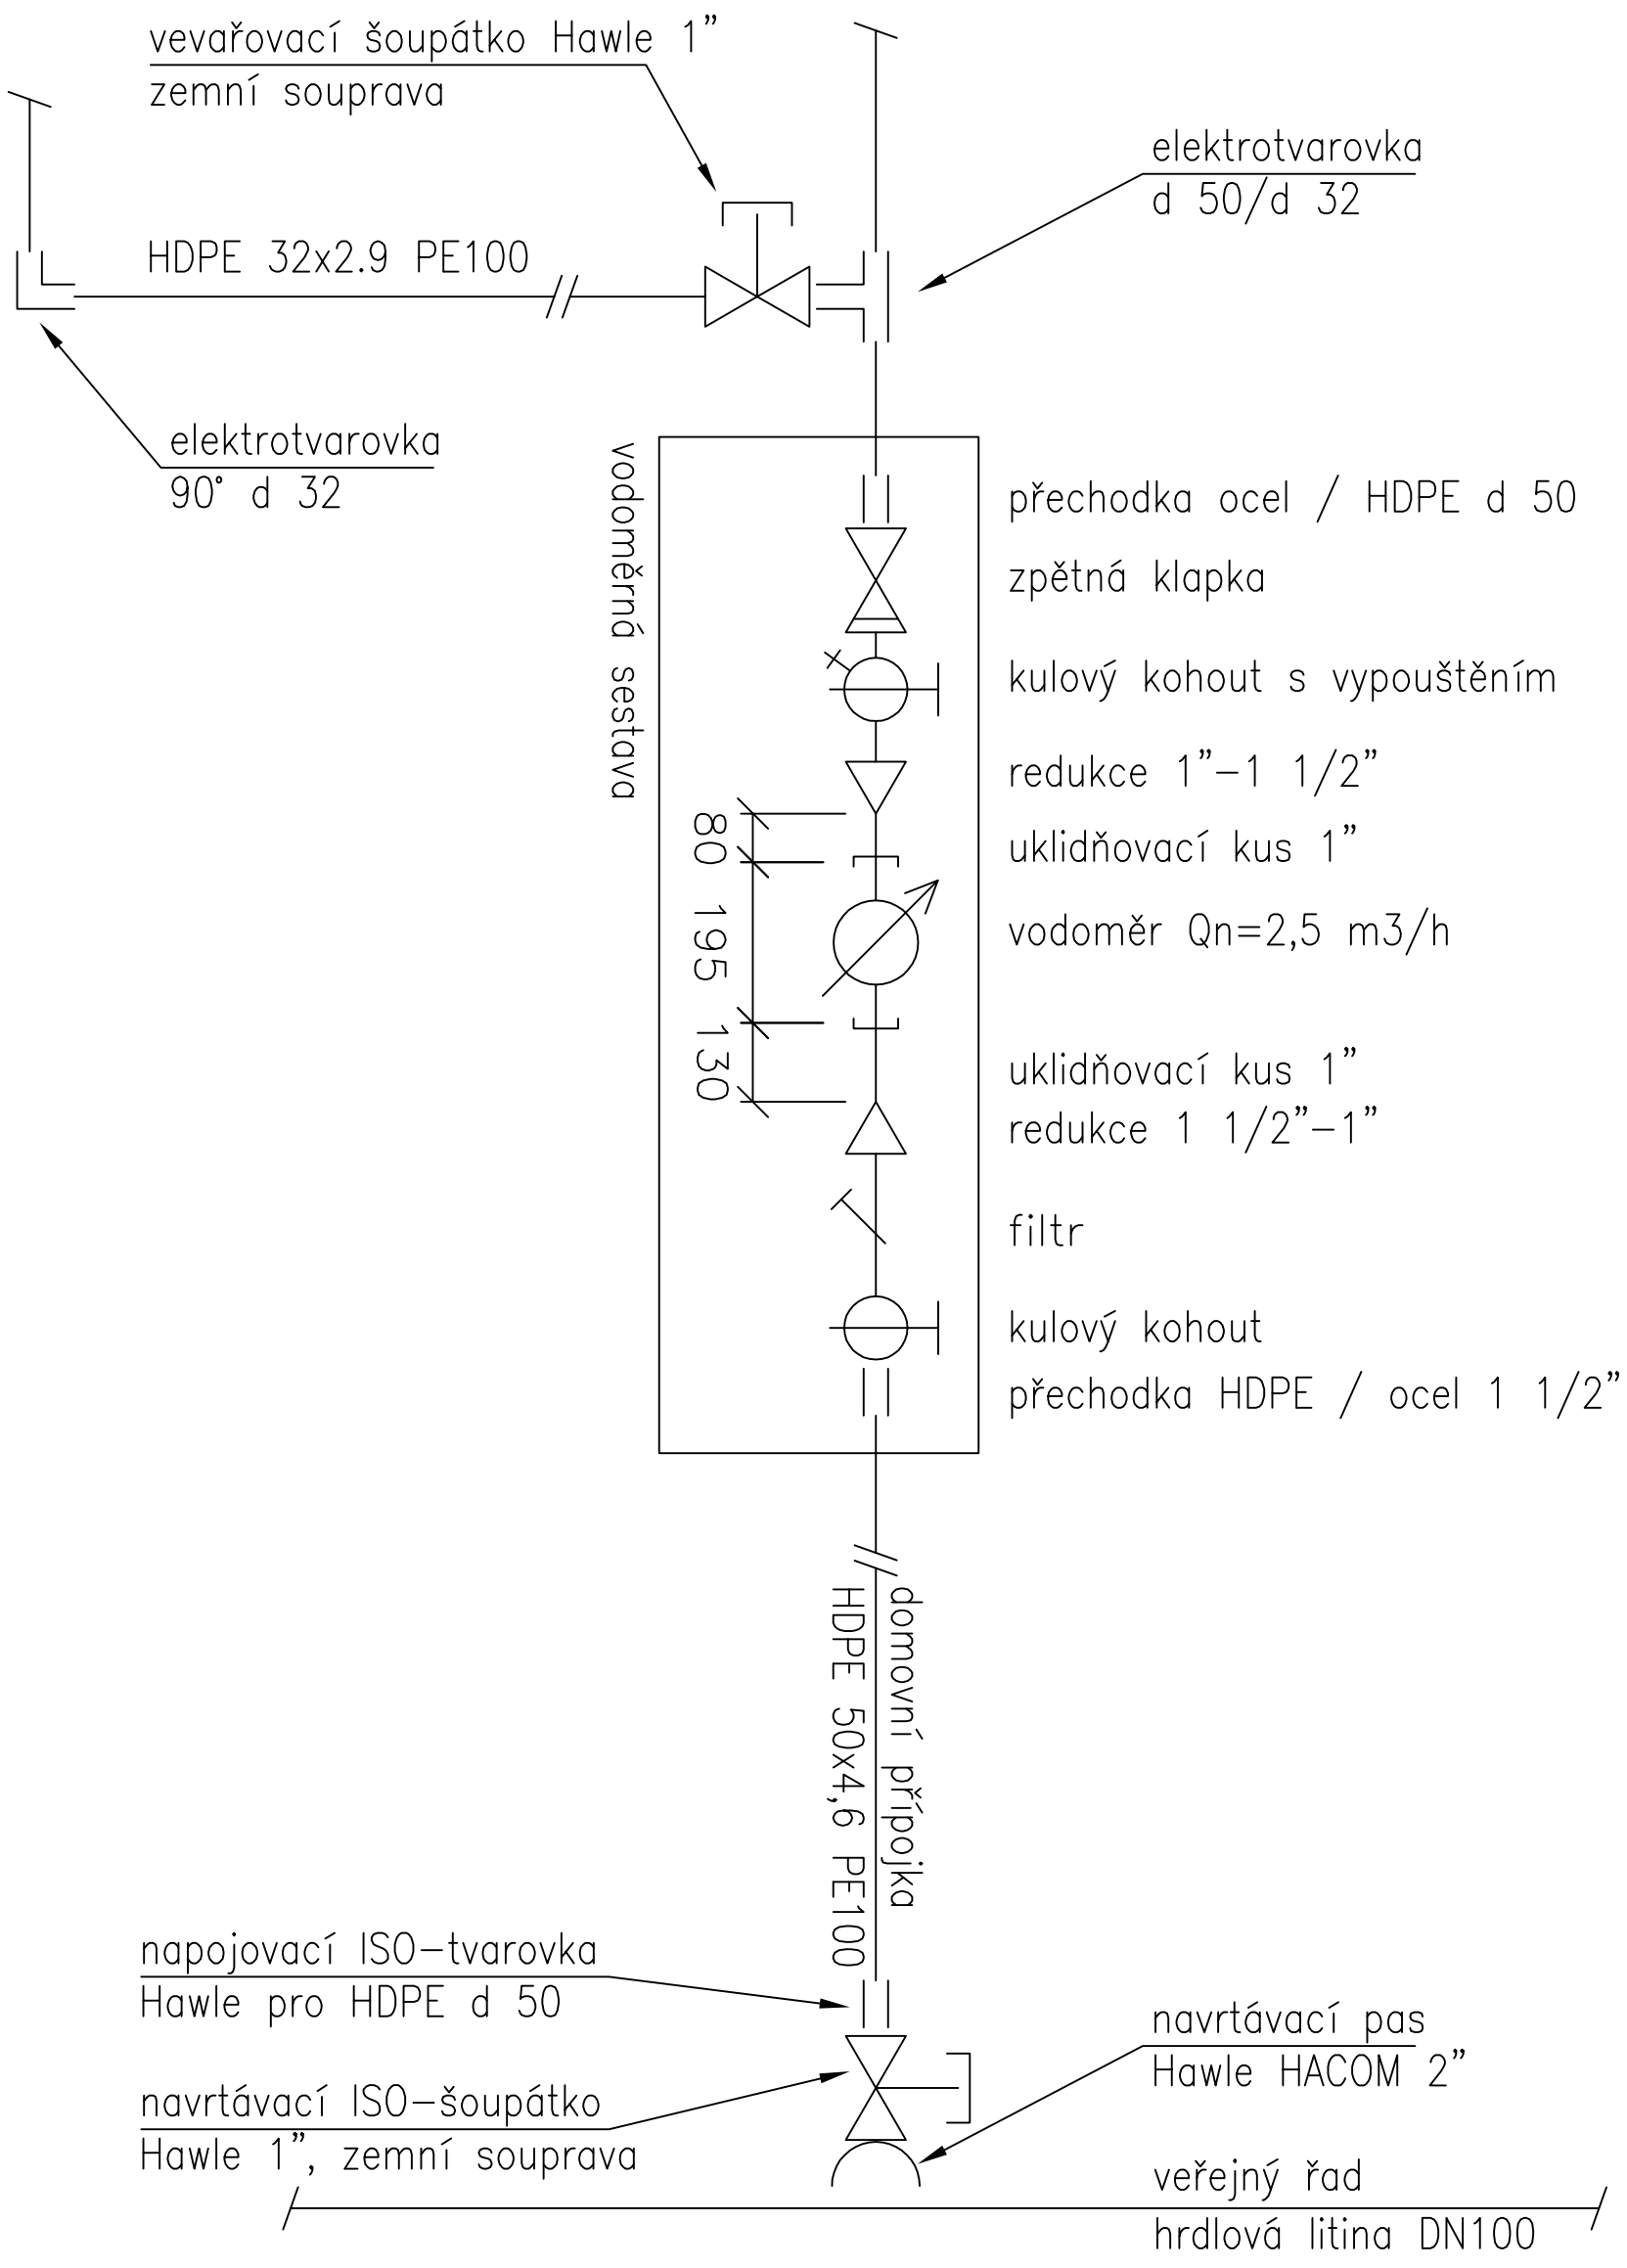 vevařovací šoupátko Hawle 1”
zemní souprava
elektrotvarovka
d 50/d 32
HDPE 32x2.9 PE100
elektrotvarovka
90° d 32
vodoměrná sestava
přechodka ocel / HDPE d 50
zpětná klapka
kulový kohout s vypouštěním
redukce 1”-1 1/2”
uklidňovací kus 1”
vodoměr Qn=2,5 m3/h
uklidňovací kus 1”
redukce 1 1/2”-1”
filtr
kulový kohout
přechodka HDPE / ocel 1 1/2”
80
195
130
domovní přípojka
HDPE 50x4,6 PE100
napojovací ISO-tvarovka
Hawle pro HDPE d 50
navrtávací ISO-šoupátko
Hawle 1”, zemní souprava
navrtávací pas
Hawle HACOM 2”
veřejný řad
hrdlová litina DN100